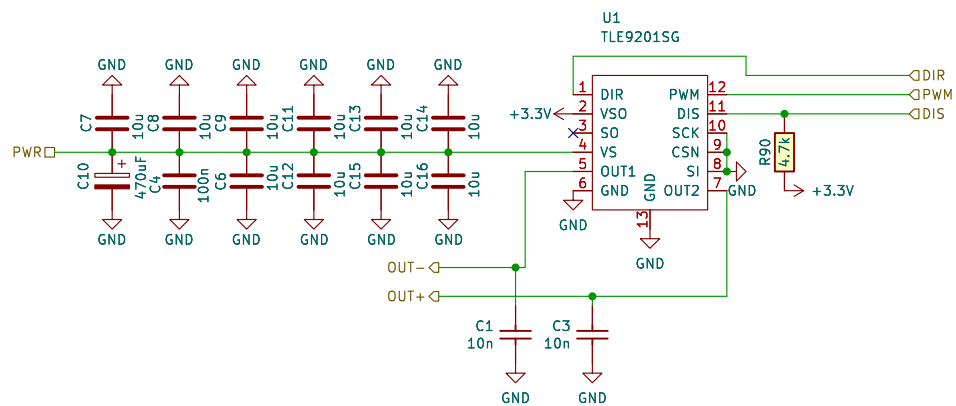 U1
TLE9201SG
GND GND GND GND GND GND
C7 10u C8 10u C9 10u C11 10u C13 10u C14 10u
PWR
C10 + 470uF C4 100n C6 10u C12 10u C15 10u C16 10u
GND GND GND GND GND GND
1 DIR PWM 12
+3.3V 2 VSO DIS 11
3 SO SCK 10
4 VS CSN 9
5 OUT1 SI 8
6 GND OUT2 7
GND
GND
GND 13
GND
DIR
PWM
DIS
R90 4.7k
+3.3V
OUT-
OUT+
C1
10n
C3
10n
GND GND